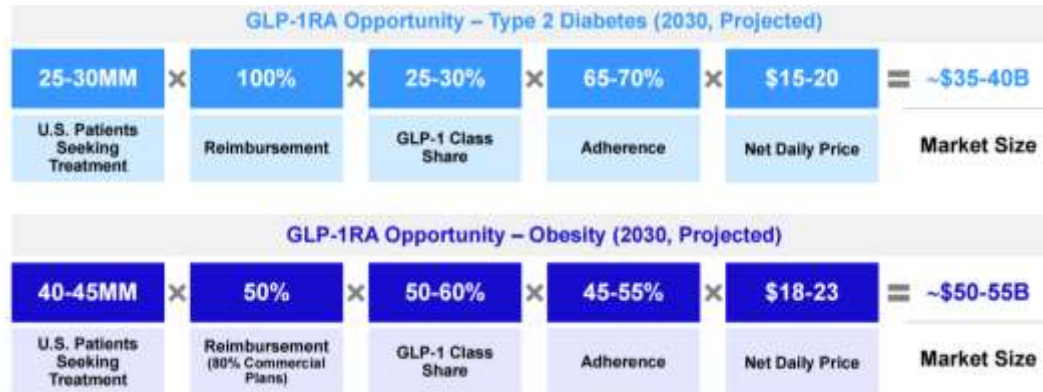 GLP-1RA Opportunity – Type 2 Diabetes (2030, Projected)
25-30MM × 100% × 25-30% × 65-70% × $15-20 = ~$35-40B
U.S. Patients
Seeking
Treatment
Reimbursement
GLP-1 Class
Share
Adherence
Net Daily Price
Market Size
GLP-1RA Opportunity – Obesity (2030, Projected)
40-45MM × 50% × 50-60% × 45-55% × $18-23 = ~$50-55B
U.S. Patients
Seeking
Treatment
Reimbursement
(80% Commercial
Plans)
GLP-1 Class
Share
Adherence
Net Daily Price
Market Size